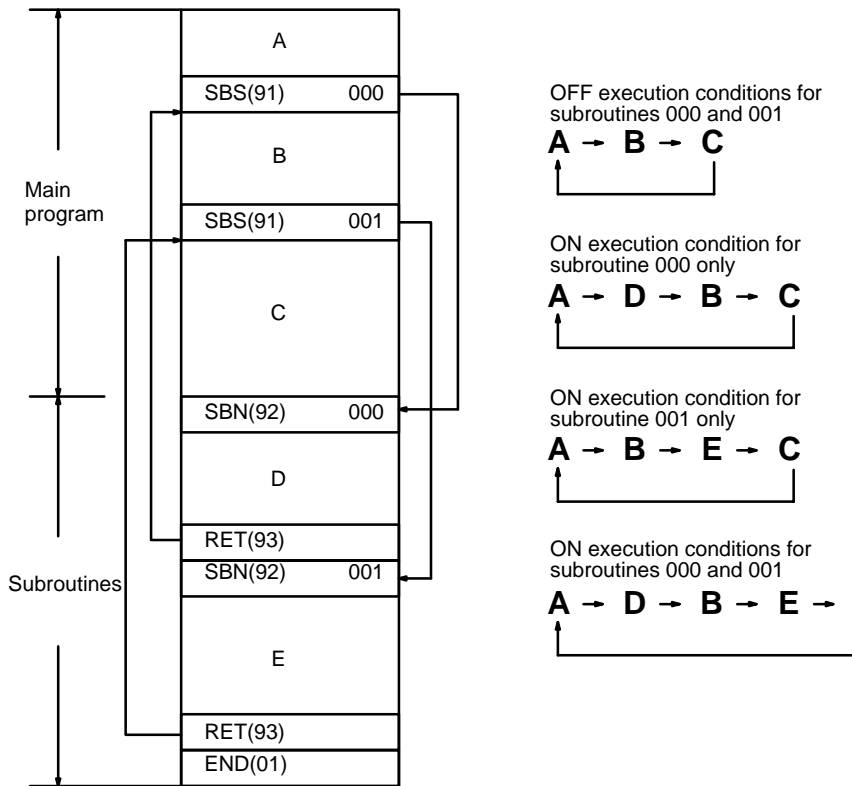 A
SBS(91) 000
B
Main
program
SBS(91) 001
C
SBN(92) 000
D
RET(93)
SBN(92) 001
Subroutines
E
RET(93)
END(01)
OFF execution conditions for
subroutines 000 and 001
A → B → C
ON execution condition for
subroutine 000 only
A → D → B → C
ON execution condition for
subroutine 001 only
A → B → E → C
ON execution conditions for
subroutines 000 and 001
A → D → B → E →